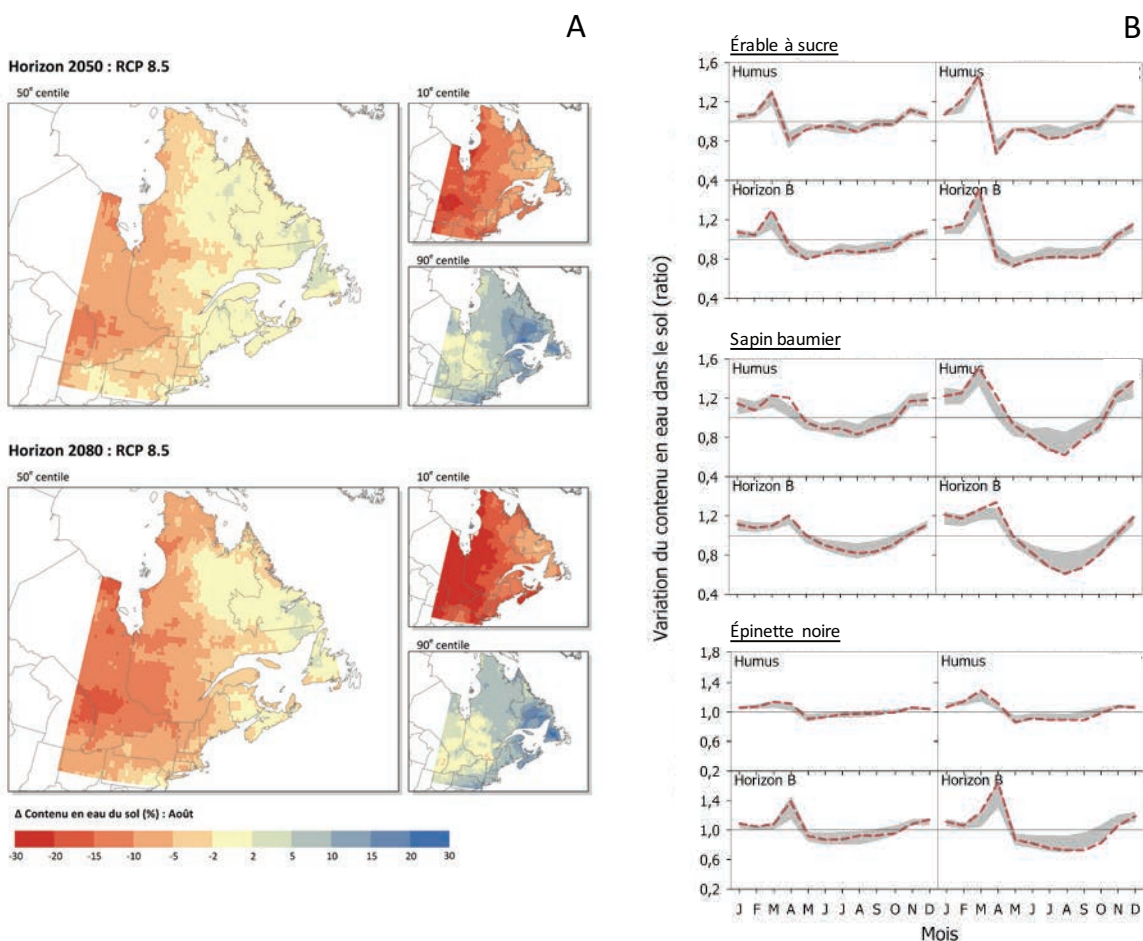 A
Horizon 2050 : RCP 8.5
50e centile
10e centile
90e centile
Horizon 2080 : RCP 8.5
50e centile
10e centile
90e centile
Δ Contenu en eau du sol (%) : Août
-30 -20 -15 -10 -5 -2 2 5 10 15 20 30
B
Variation du contenu en eau dans le sol (ratio)
Érable à sucre
Humus
Humus
1,6
1,2
0,8
0,4
Horizon B
Horizon B
1,2
0,8
0,4
Sapin baumier
Humus
Humus
1,6
1,2
0,8
0,4
Horizon B
Horizon B
1,2
0,8
0,4
Épinette noire
Humus
Humus
1,8
1,4
1,0
0,6
0,2
Horizon B
Horizon B
1,4
1,0
0,6
0,2
J F M A M J J A S O N D J F M A M J J A S O N D
Mois